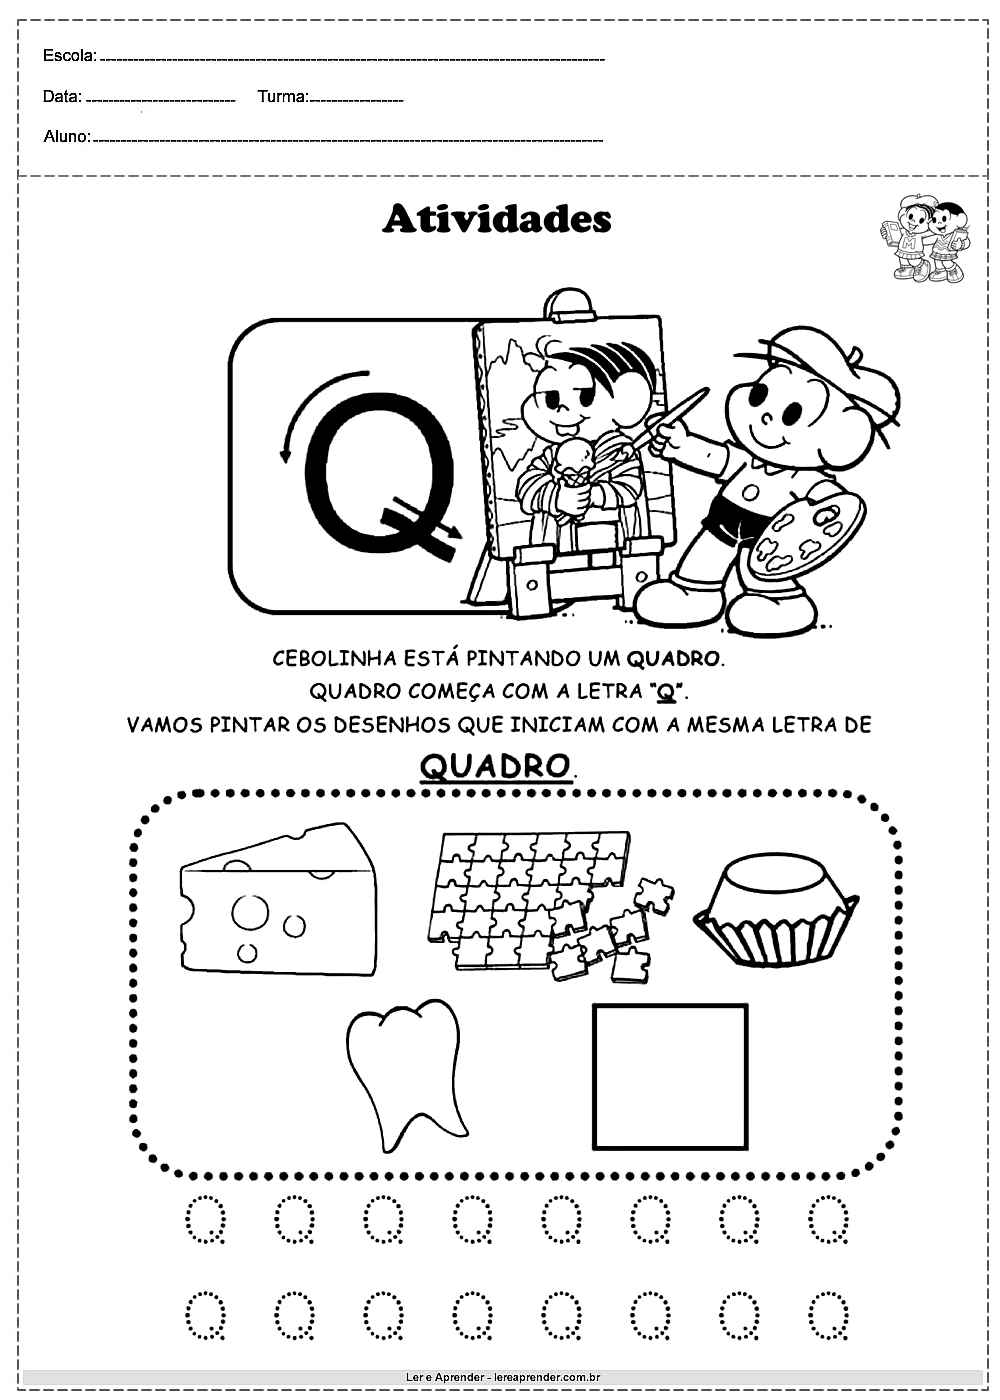 Escola:
Data: Turma:
Aluno:
Atividades
M
Q
CEBOLINHA ESTÁ PINTANDO UM QUADRO.
QUADRO COMEÇA COM A LETRA "Q".
VAMOS PINTAR OS DESENHOS QUE INICIAM COM A MESMA LETRA DE
QUADRO.
Q Q Q Q Q Q Q Q
Q Q Q Q Q Q Q Q
Ler e Aprender - lereaprender.com.br